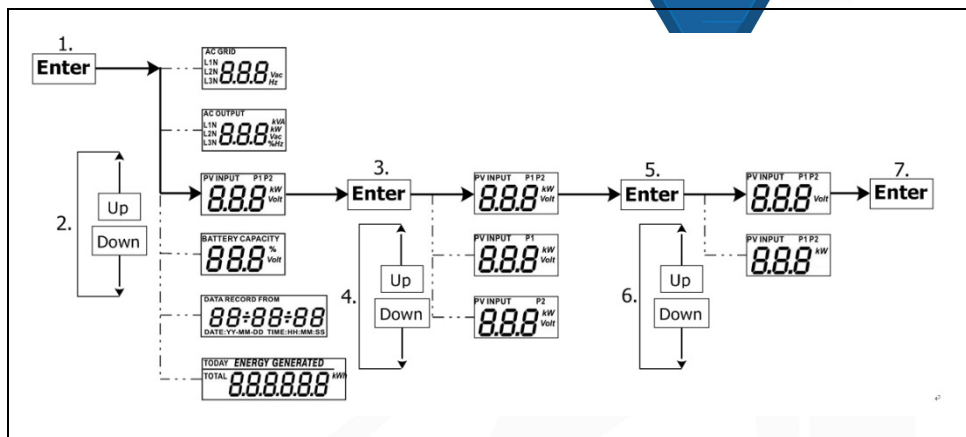 1.
Enter
AC GRID
L1N
L2N
L3N
8.8.8
Vac
Hz
AC OUTPUT
L1N
L2N
L3N
8.8.8
kVA
kW
Vac
%Hz
2.
Up
Down
PV INPUT P1 P2
8.8.8
kW
Volt
BATTERY CAPACITY
88.8
%
Volt
DATA RECORD FROM
88:88:88
DATE:YY-MM-DD TIME:HH:MM:SS
TODAY ENERGY GENERATED
TOTAL 8.8.8.8.8.8 kWh
3.
Enter
4.
Up
Down
PV INPUT P1 P2
8.8.8
kW
Volt
PV INPUT P1
8.8.8
kW
Volt
PV INPUT P2
8.8.8
kW
Volt
5.
Enter
6.
Up
Down
PV INPUT P1 P2
8.8.8
kW
Volt
PV INPUT P1 P2
8.8.8 kW
7.
Enter